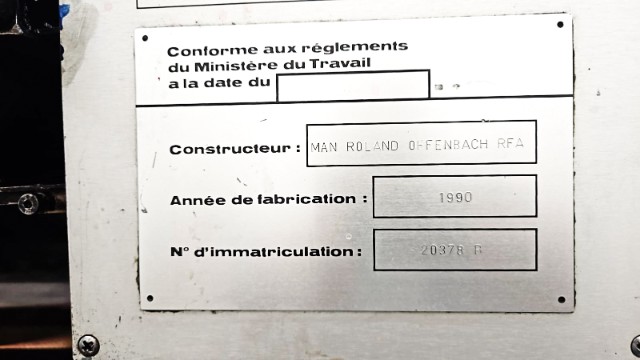 Conforme aux réglements
du Ministère du Travail
a la date du
Constructeur : MAN ROLAND OFFENBACH RFA
Année de fabrication : 1990
N° d'immatriculation : 20378 B